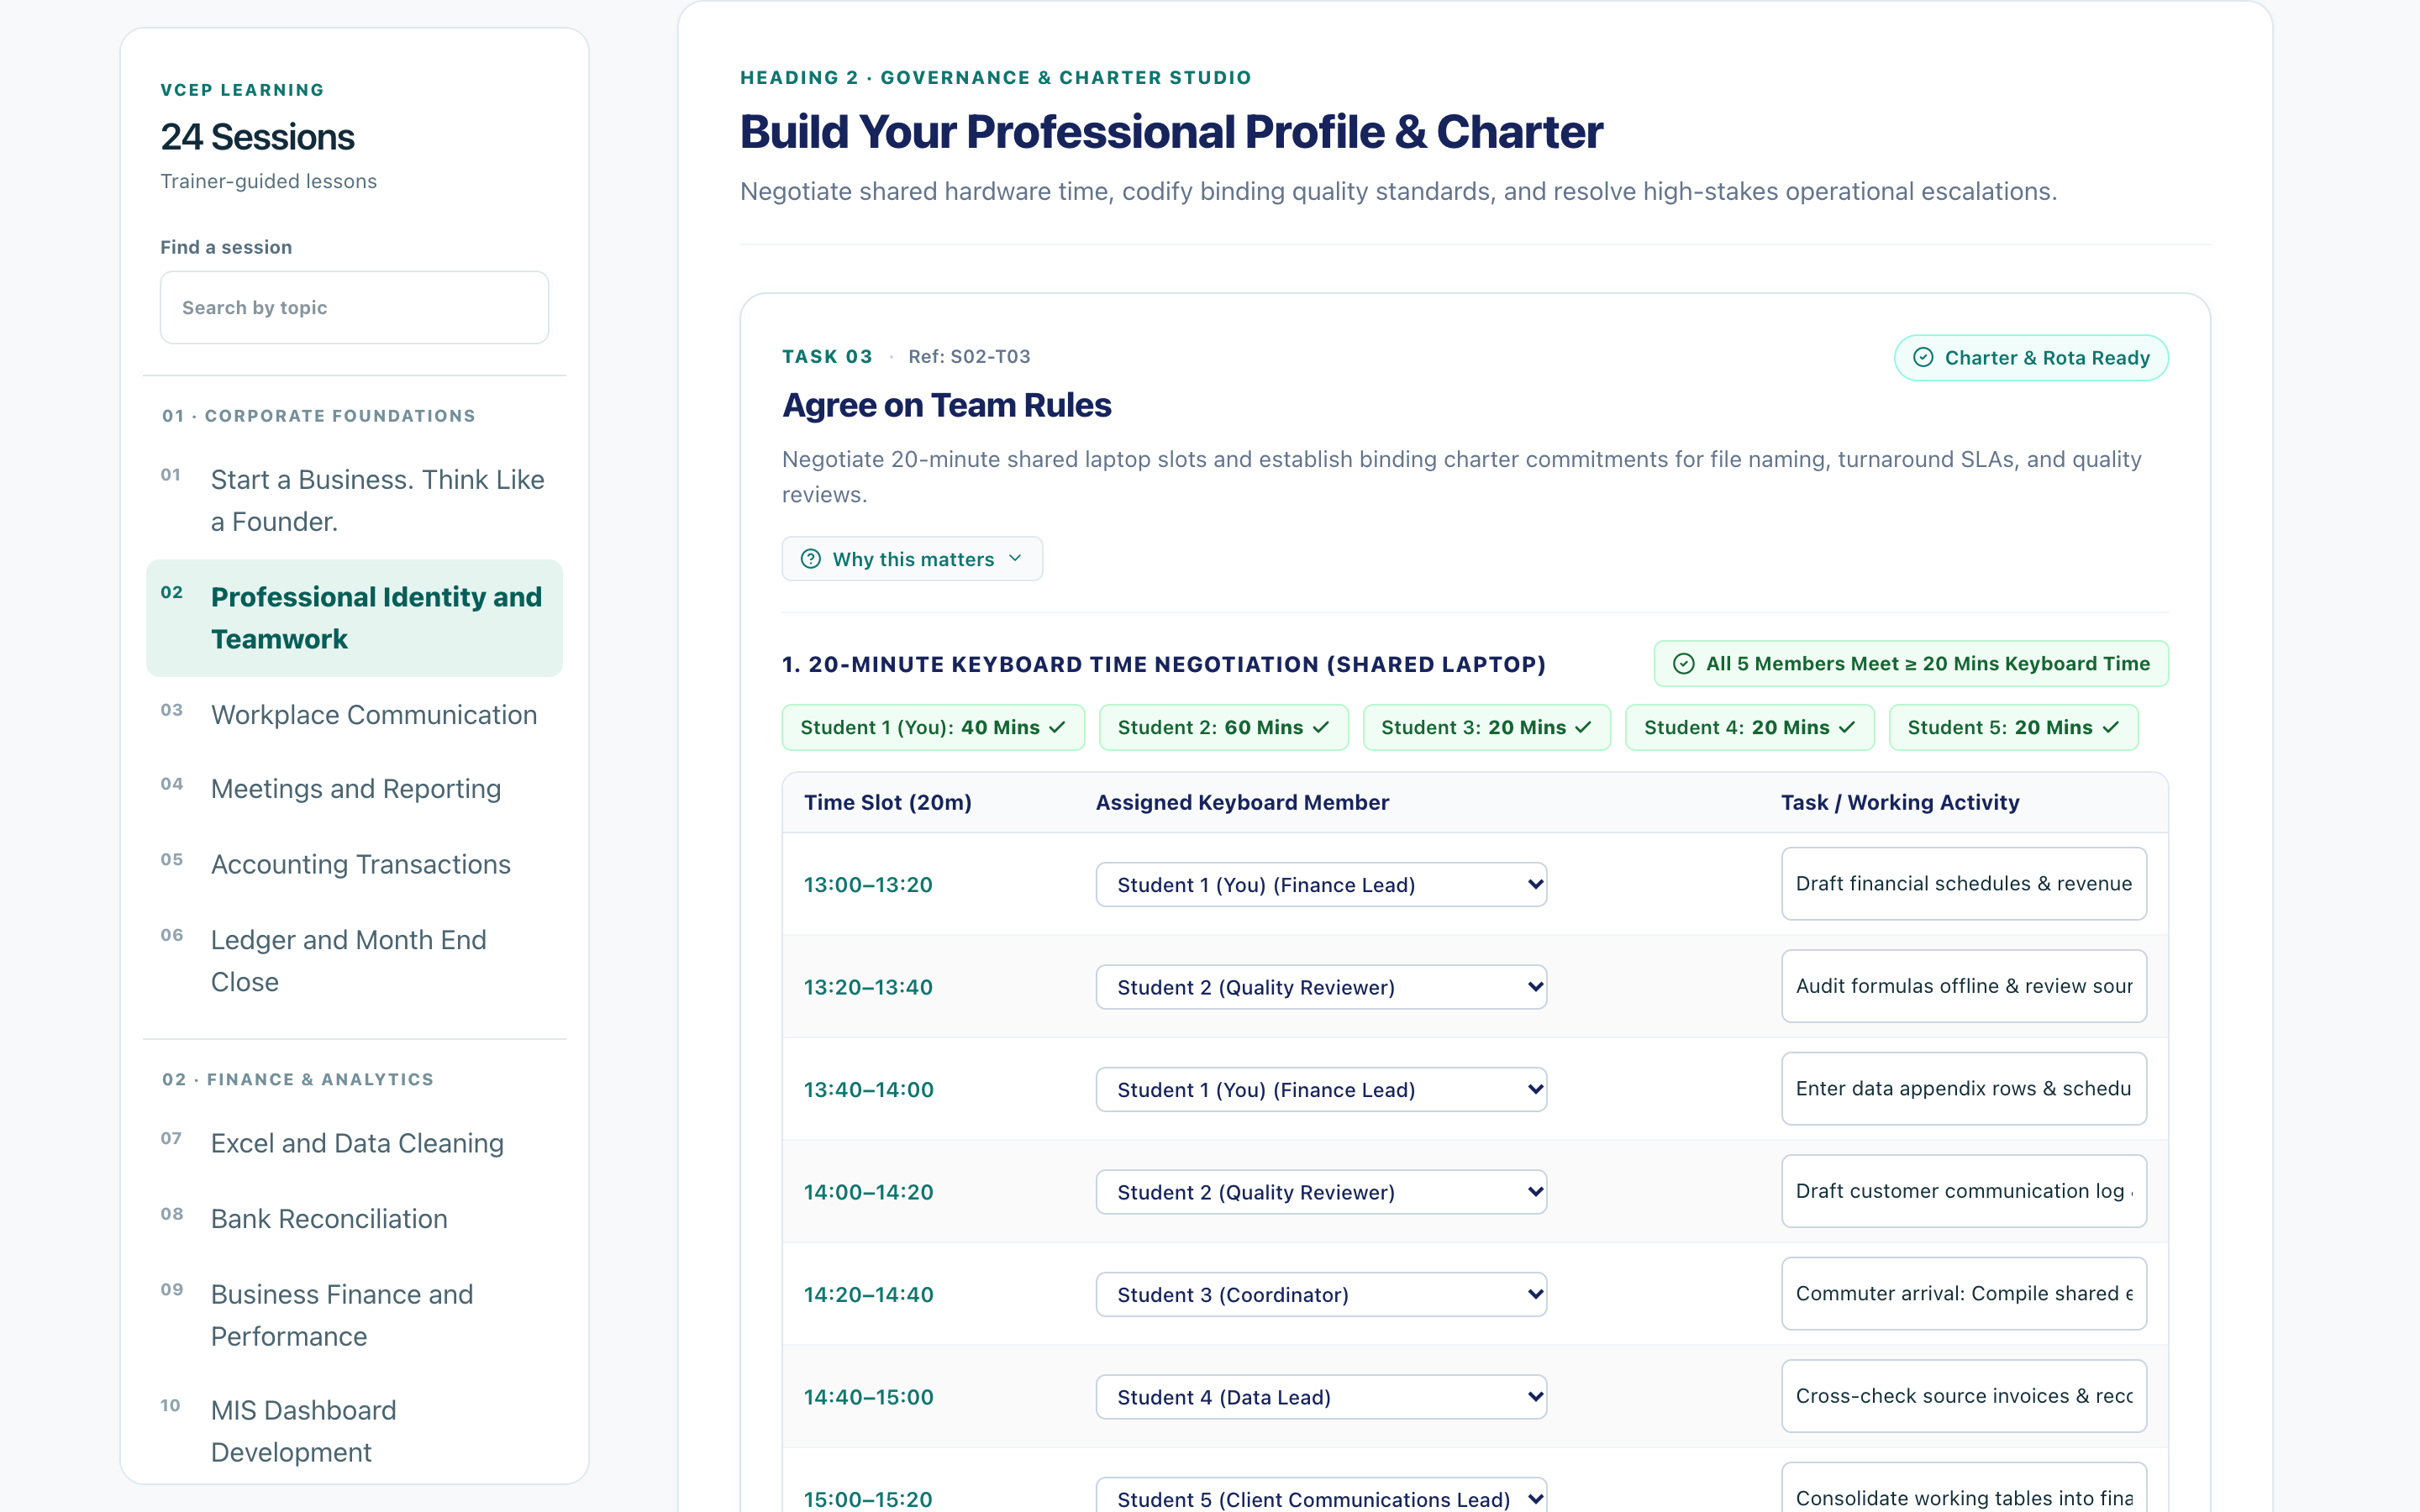 VCEP LEARNING
24 Sessions
Trainer-guided lessons
Find a session
Search by topic
01 · CORPORATE FOUNDATIONS
01 Start a Business. Think Like
a Founder.
02 Professional Identity and
Teamwork
03 Workplace Communication
04 Meetings and Reporting
05 Accounting Transactions
06 Ledger and Month End
Close
02 · FINANCE & ANALYTICS
07 Excel and Data Cleaning
08 Bank Reconciliation
09 Business Finance and
Performance
10 MIS Dashboard
Development
HEADING 2 · GOVERNANCE & CHARTER STUDIO
Build Your Professional Profile & Charter
Negotiate shared hardware time, codify binding quality standards, and resolve high-stakes operational escalations.
TASK 03 · Ref: S02-T03
Charter & Rota Ready
Agree on Team Rules
Negotiate 20-minute shared laptop slots and establish binding charter commitments for file naming, turnaround SLAs, and quality
reviews.
Why this matters
1. 20-MINUTE KEYBOARD TIME NEGOTIATION (SHARED LAPTOP)
All 5 Members Meet ≥ 20 Mins Keyboard Time
Student 1 (You): 40 Mins ✓ Student 2: 60 Mins ✓ Student 3: 20 Mins ✓ Student 4: 20 Mins ✓ Student 5: 20 Mins ✓
Time Slot (20m) Assigned Keyboard Member Task / Working Activity
13:00–13:20 Student 1 (You) (Finance Lead) Draft financial schedules & revenue
13:20–13:40 Student 2 (Quality Reviewer) Audit formulas offline & review sour
13:40–14:00 Student 1 (You) (Finance Lead) Enter data appendix rows & schedu
14:00–14:20 Student 2 (Quality Reviewer) Draft customer communication log
14:20–14:40 Student 3 (Coordinator) Commuter arrival: Compile shared e
14:40–15:00 Student 4 (Data Lead) Cross-check source invoices & reco
15:00–15:20 Student 5 (Client Communications Lead) Consolidate working tables into fina